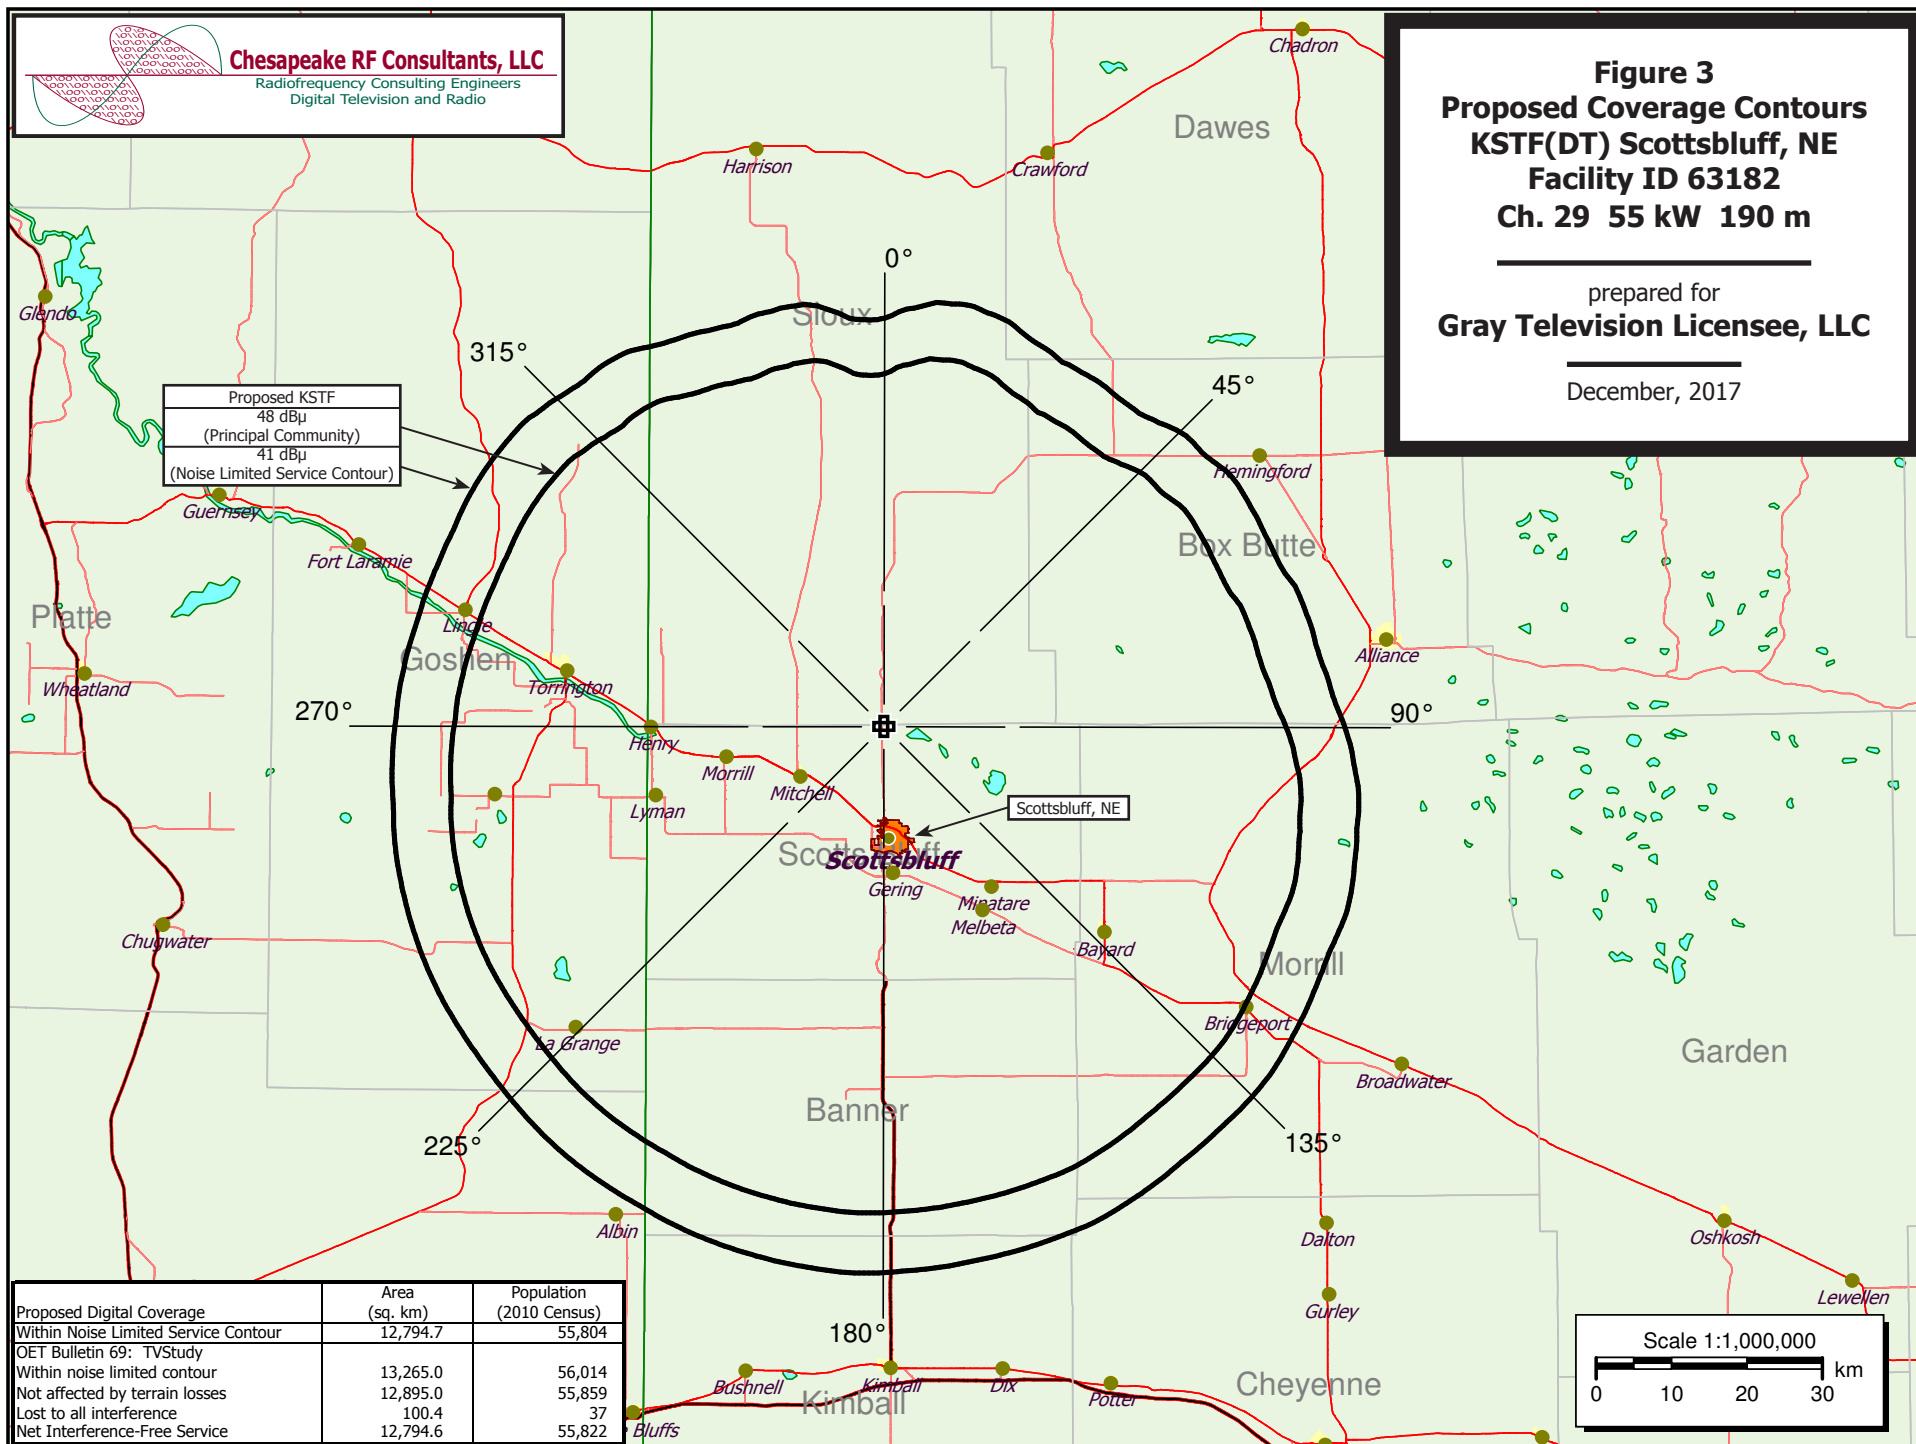 Chesapeake RF Consultants, LLC
Radiofrequency Consulting Engineers
Digital Television and Radio
Figure 3
Proposed Coverage Contours
KSTF(DT) Scottsbluff, NE
Facility ID 63182
Ch. 29 55 kW 190 m
prepared for
Gray Television Licensee, LLC
December, 2017
Chadron
Dawes
Harrison
Crawford
0°
Glendo
Sioux
315°
45°
Proposed KSTF
48 dBµ
(Principal Community)
41 dBµ
(Noise Limited Service Contour)
Hemingford
Guernsey
Fort Laramie
Box Butte
Platte
Lingle
Goshen
Alliance
Wheatland
Torrington
270°
90°
Henry
Morrill
Mitchell
Lyman
Scottsbluff, NE
Scotts Bluff
Scottsbluff
Gering
Minatare
Melbeta
Chugwater
Bayard
Morrill
Bridgeport
La Grange
Garden
Broadwater
Banner
225°
135°
Albin
Dalton
Oshkosh
Lewellen
Gurley
180°
Bushnell
Kimball
Dix
Potter
Cheyenne
Kimball
Bluffs
Proposed Digital Coverage Area (sq. km) Population (2010 Census)
Within Noise Limited Service Contour 12,794.7 55,804
OET Bulletin 69: TVStudy
Within noise limited contour 13,265.0 56,014
Not affected by terrain losses 12,895.0 55,859
Lost to all interference 100.4 37
Net Interference-Free Service 12,794.6 55,822
Scale 1:1,000,000
km
0 10 20 30